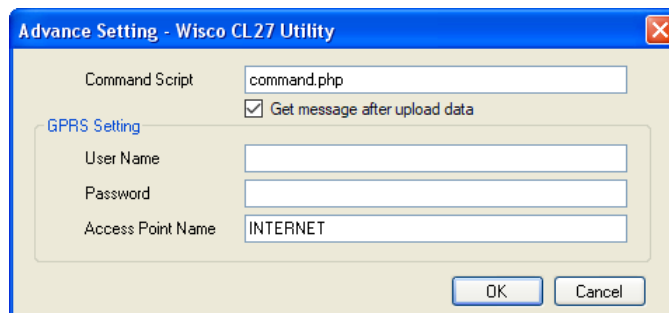 Advance Setting - Wisco CL27 Utility
Command Script command.php
Get message after upload data
GPRS Setting
User Name
Password
Access Point Name INTERNET
OK Cancel